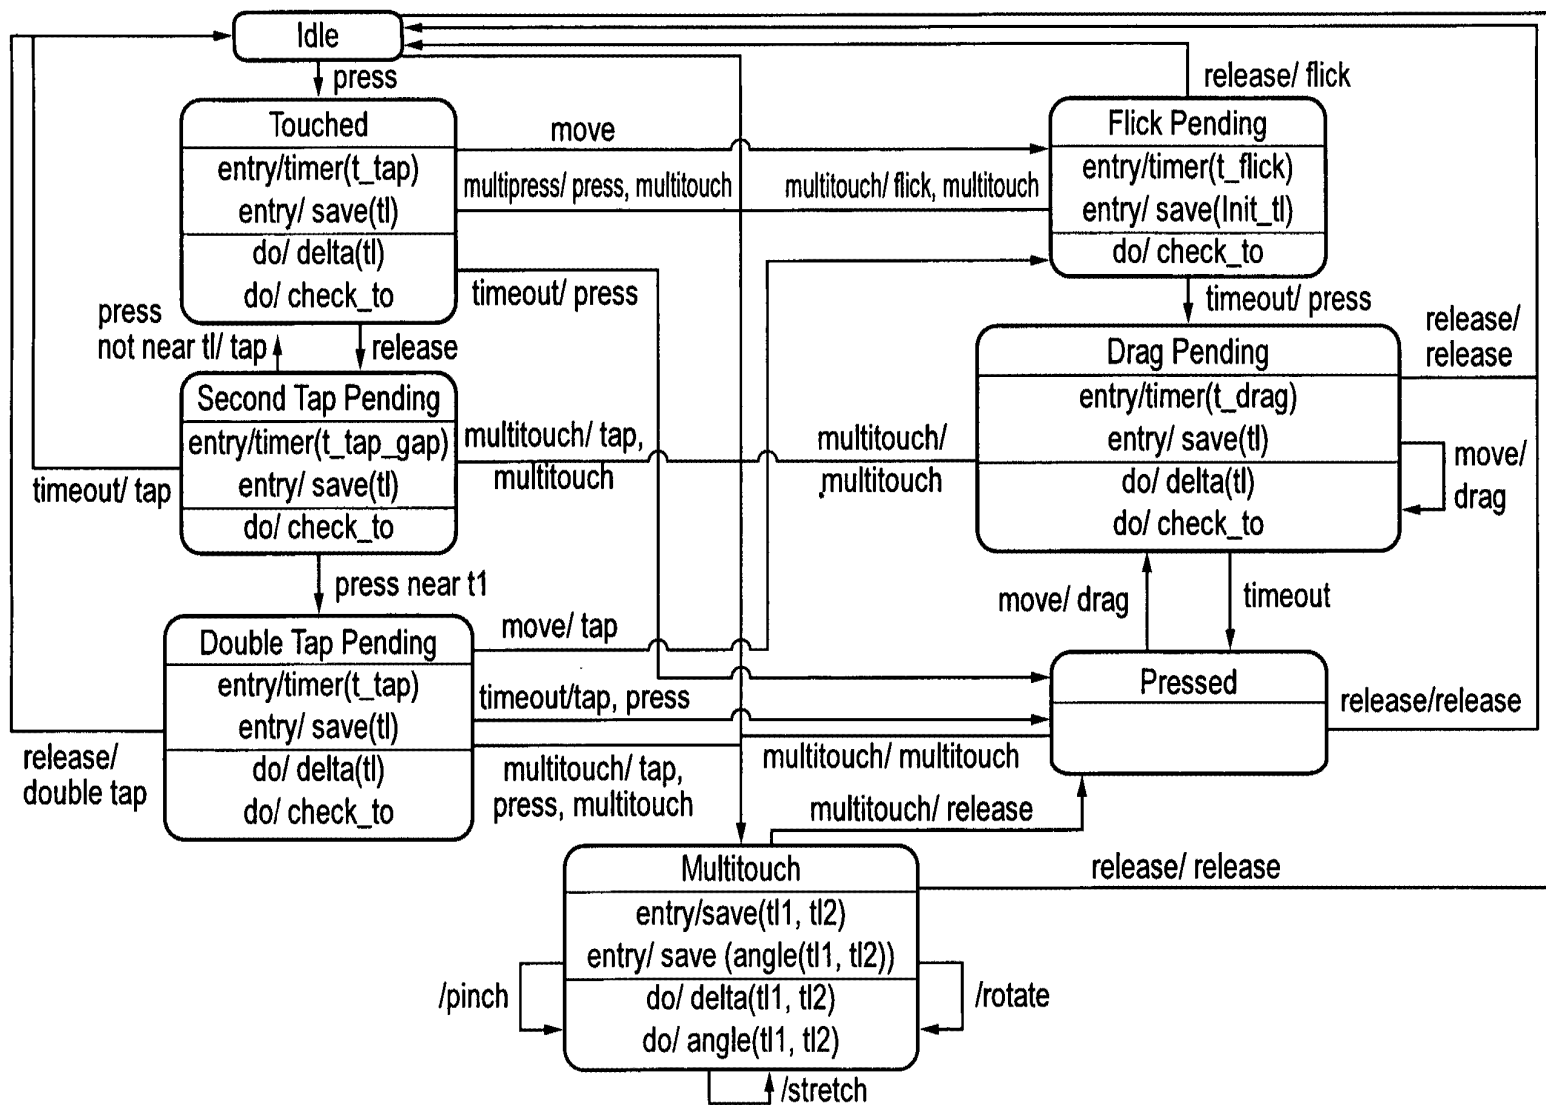 Idle
press
release/ flick
Touched
entry/timer(t_tap)
entry/ save(tl)
do/ delta(tl)
do/ check_to
move
multipress/ press, multitouch
multitouch/ flick, multitouch
Flick Pending
entry/timer(t_flick)
entry/ save(Init_tl)
do/ check_to
timeout/ press
timeout/ press
press
not near tl/ tap
release
release/
release
Second Tap Pending
entry/timer(t_tap_gap)
entry/ save(tl)
do/ check_to
multitouch/ tap,
multitouch
multitouch/
multitouch
Drag Pending
entry/timer(t_drag)
entry/ save(tl)
do/ delta(tl)
do/ check_to
move/
drag
timeout/ tap
press near t1
move/ drag
timeout
Double Tap Pending
entry/timer(t_tap)
entry/ save(tl)
do/ delta(tl)
do/ check_to
move/ tap
timeout/tap, press
Pressed
release/release
release/
double tap
multitouch/ tap,
press, multitouch
multitouch/ multitouch
multitouch/ release
Multitouch
entry/save(tl1, tl2)
entry/ save (angle(tl1, tl2))
do/ delta(tl1, tl2)
do/ angle(tl1, tl2)
release/ release
/pinch
/rotate
/stretch